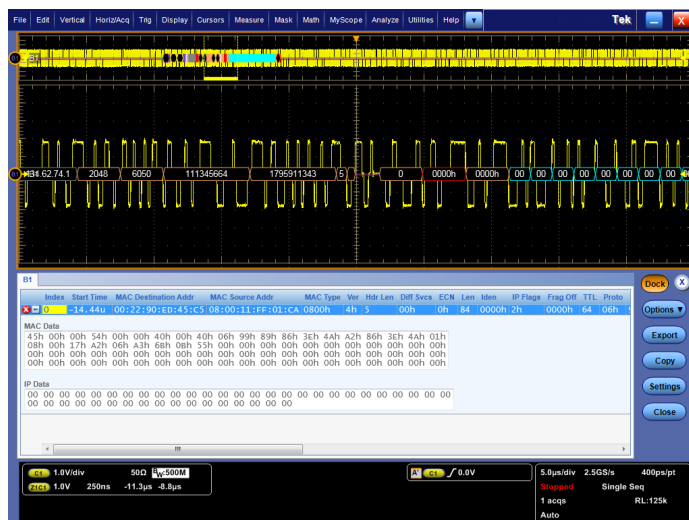 File Edit Vertical Horiz/Acq Trig Display Cursors Measure Mask Math MyScope Analyze Utilities Help Tek X
B1
B1 .62.74.1 2048 6050 111345664 1795911343 5 0 0000h 0000h 00 00 00 00 00 00 00 00
B1 Dock X
Index Start Time MAC Destination Addr MAC Source Addr MAC Type Ver Hdr Len Diff Svcs ECN Len Iden IP Flags Frag Off TTL Proto
0 -14.44u 00:22:90:ED:45:C5 08:00:11:FF:01:CA 0800h 4h 5 00h 0h 84 0000h 2h 0000h 64 06h
Options
MAC Data
45h 00h 00h 54h 00h 00h 40h 00h 40h 06h 99h 89h 86h 3Eh 4Ah A2h 86h 3Eh 4Ah 01h
08h 00h 17h A2h 06h A3h 6Bh 0Bh 55h 00h 00h 00h 00h 00h 00h 00h 00h 00h 00h 00h
00h 00h 00h 00h 00h 00h 00h 00h 00h 00h 00h 00h 00h 00h 00h 00h 00h 00h 00h 00h
00h 00h 00h 00h 00h 00h 00h 00h 00h 00h 00h 00h 00h 00h 00h 00h 00h 00h 00h 00h
Export
Copy
IP Data
00 00 00 00 00 00 00 00 00 00 00 00 00 00 00 00 00 00 00 00 00 00 00 00
00 00 00 00 00 00 00 00 00 00 00 00 00 00 00
Settings
Close
C1 1.0V/div 50Ω BW:500M
Z1C1 1.0V 250ns -11.3µs -8.8µs
A' C1 0.0V
5.0µs/div 2.5GS/s 400ps/pt
Stopped Single Seq
1 acqs RL:125k
Auto